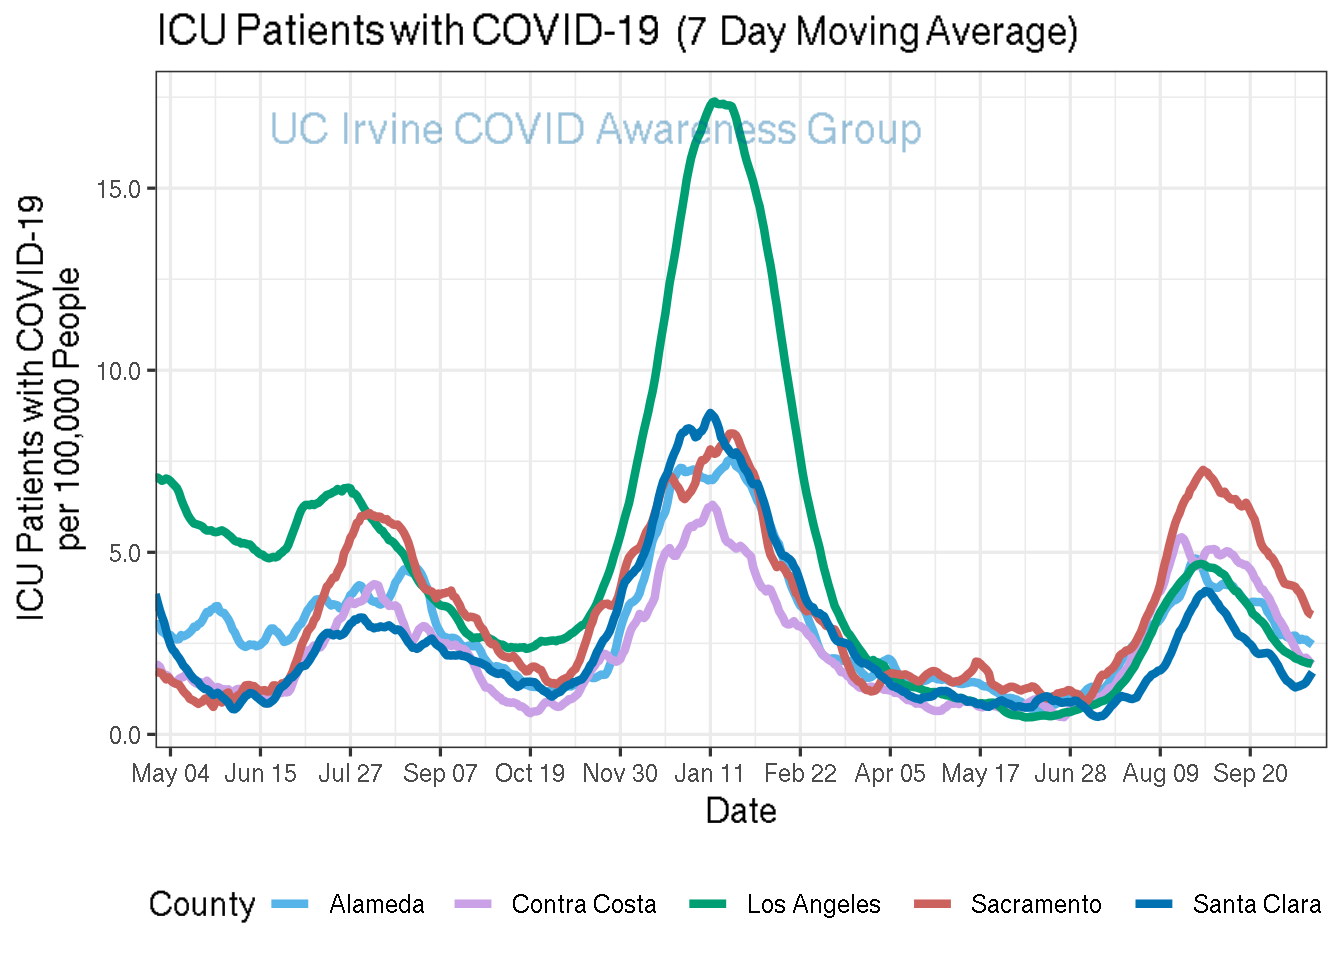 ICU Patients with COVID-19 (7 Day Moving Average)
UC Irvine COVID Awareness Group
ICU Patients with COVID-19
per 100,000 People
15.0
10.0
5.0
0.0
May 04 Jun 15 Jul 27 Sep 07 Oct 19 Nov 30 Jan 11 Feb 22 Apr 05 May 17 Jun 28 Aug 09 Sep 20
Date
County Alameda Contra Costa Los Angeles Sacramento Santa Clara